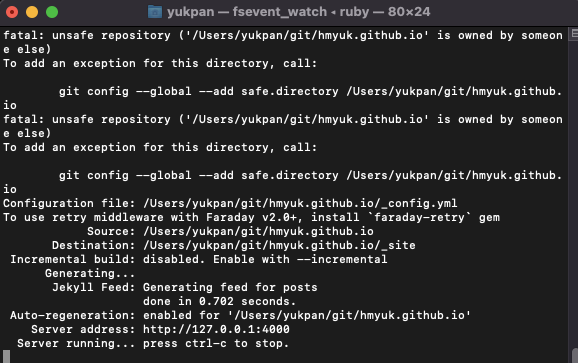 yukpan — fsevent_watch ◂ ruby — 80×24
fatal: unsafe repository ('/Users/yukpan/git/hmyuk.github.io' is owned by someon
e else)
To add an exception for this directory, call:
git config --global --add safe.directory /Users/yukpan/git/hmyuk.github.
io
fatal: unsafe repository ('/Users/yukpan/git/hmyuk.github.io' is owned by someon
e else)
To add an exception for this directory, call:
git config --global --add safe.directory /Users/yukpan/git/hmyuk.github.
io
Configuration file: /Users/yukpan/git/hmyuk.github.io/_config.yml
To use retry middleware with Faraday v2.0+, install `faraday-retry` gem
Source: /Users/yukpan/git/hmyuk.github.io
Destination: /Users/yukpan/git/hmyuk.github.io/_site
Incremental build: disabled. Enable with --incremental
Generating...
Jekyll Feed: Generating feed for posts
done in 0.702 seconds.
Auto-regeneration: enabled for '/Users/yukpan/git/hmyuk.github.io'
Server address: http://127.0.0.1:4000
Server running... press ctrl-c to stop.